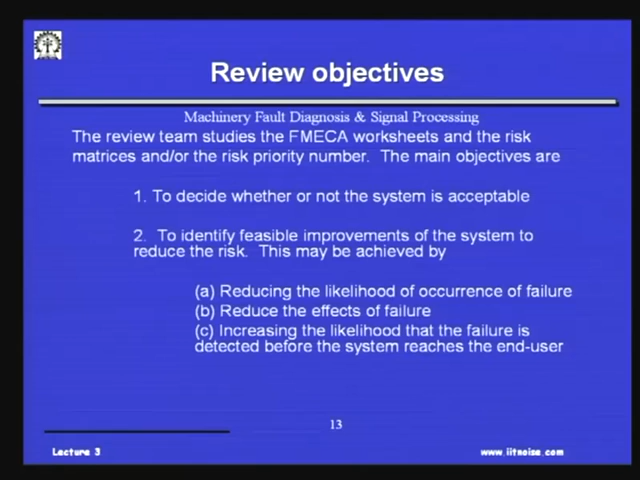 Review objectives
Machinery Fault Diagnosis & Signal Processing
The review team studies the FMECA worksheets and the risk
matrices and/or the risk priority number. The main objectives are
1. To decide whether or not the system is acceptable
2. To identify feasible improvements of the system to
reduce the risk. This may be achieved by
(a) Reducing the likelihood of occurrence of failure
(b) Reduce the effects of failure
(c) Increasing the likelihood that the failure is
detected before the system reaches the end-user
13
Lecture 3
www.iitnoise.com